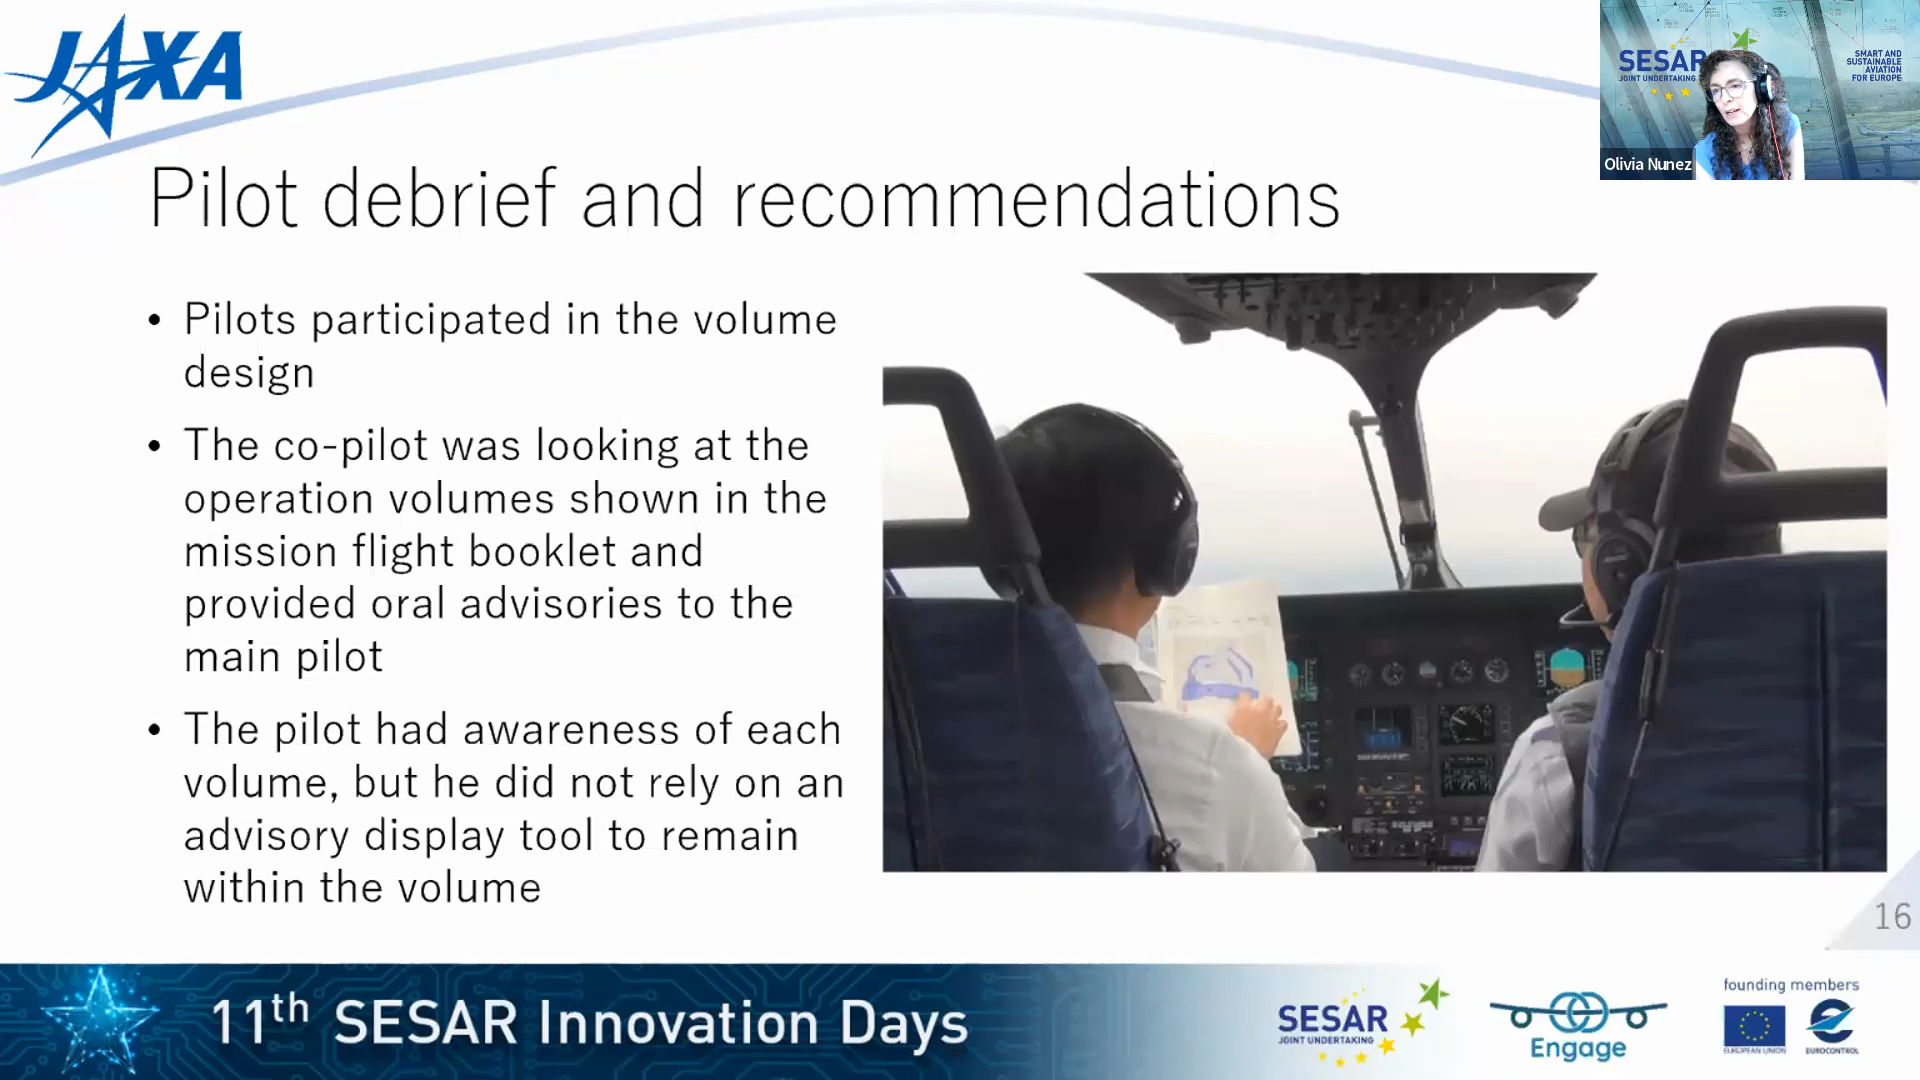 JAXA
SESAR
JOINT UNDERTAKING
SMART AND
SUSTAINABLE
AVIATION
FOR EUROPE
Olivia Nunez
Pilot debrief and recommendations
• Pilots participated in the volume
design
• The co-pilot was looking at the
operation volumes shown in the
mission flight booklet and
provided oral advisories to the
main pilot
• The pilot had awareness of each
volume, but he did not rely on an
advisory display tool to remain
within the volume
16
11th SESAR Innovation Days
SESAR
JOINT UNDERTAKING
Engage
founding members
EUROPEAN UNION
EUROCONTROL